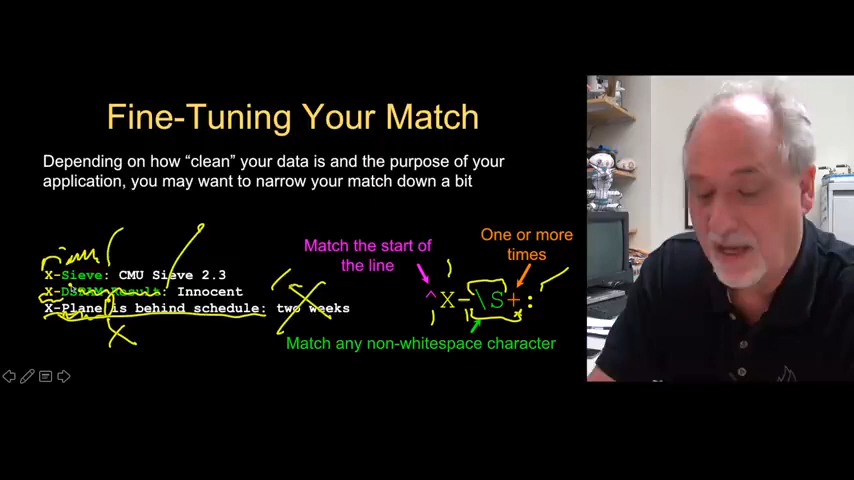 Fine-Tuning Your Match
Depending on how “clean” your data is and the purpose of your
application, you may want to narrow your match down a bit
X-Sieve: CMU Sieve 2.3
X-DSPAM-Result: Innocent
X-Plane is behind schedule: two weeks
Match the start of
the line
One or more
times
^X-\S+:
Match any non-whitespace character